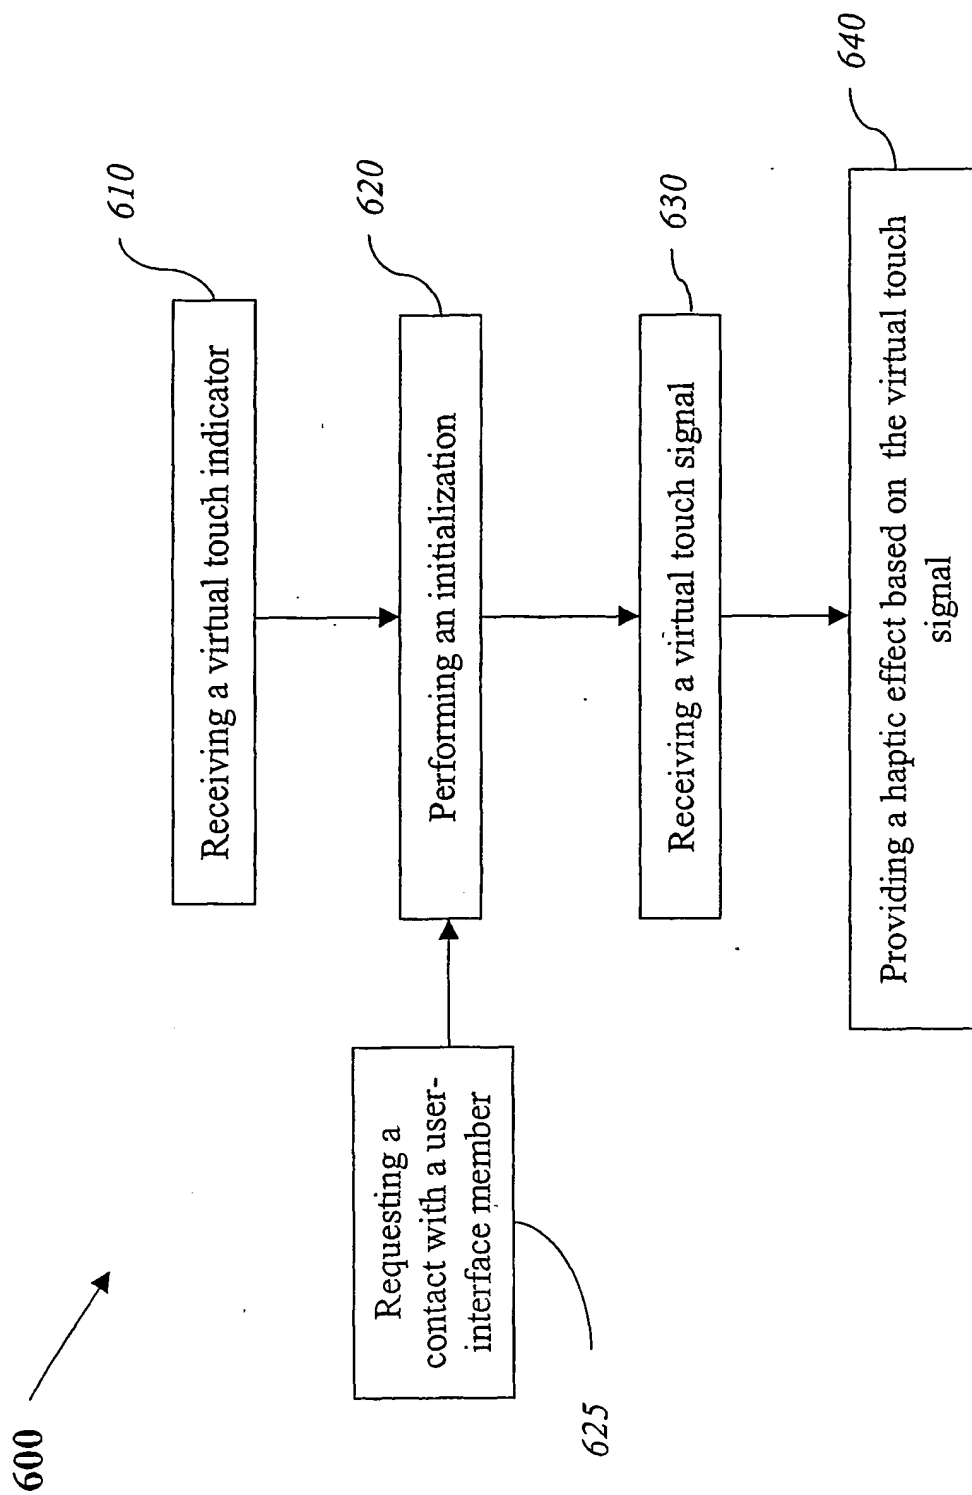 600
Receiving a virtual touch indicator
610
Performing an initialization
620
Requesting a
contact with a user-
interface member
625
Receiving a virtual touch signal
630
Providing a haptic effect based on the virtual touch
signal
640